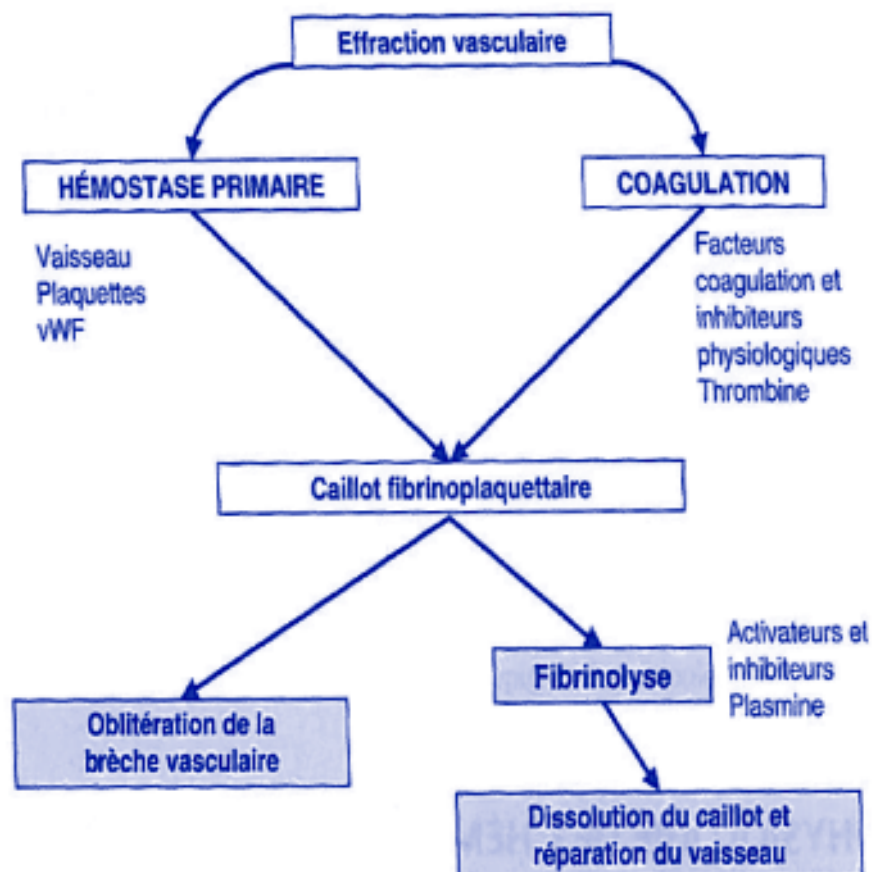 Effraction vasculaire
HÉMOSTASE PRIMAIRE
COAGULATION
Vaisseau
Plaquettes
vWF
Facteurs
coagulation et
inhibiteurs
physiologiques
Thrombine
Caillot fibrinoplaquettaire
Fibrinolyse
Activateurs et
inhibiteurs
Plasmine
Oblitération de la
brèche vasculaire
Dissolution du caillot et
réparation du vaisseau